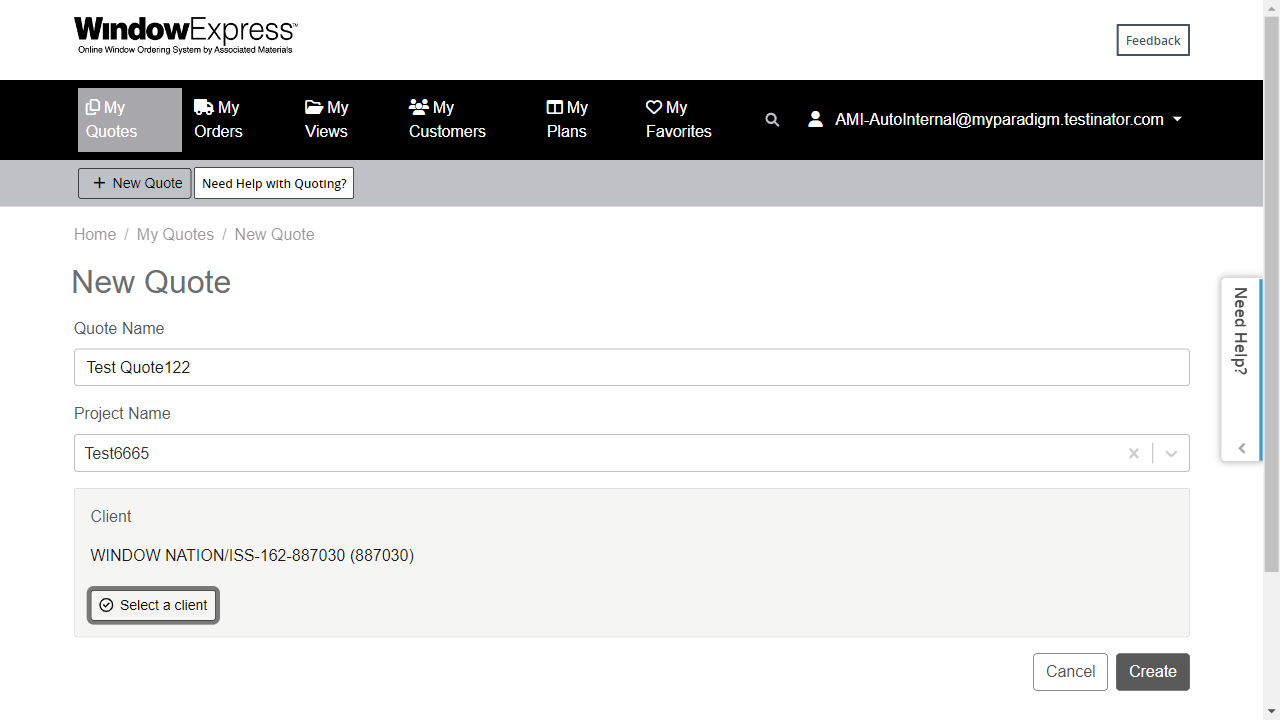 WindowExpress™
Online Window Ordering System by Associated Materials
Feedback
My Quotes
My Orders
My Views
My Customers
My Plans
My Favorites
AMI-AutoInternal@myparadigm.testinator.com
New Quote
Need Help with Quoting?
Home / My Quotes / New Quote
New Quote
Need Help?
Quote Name
Test Quote122
Project Name
Test6665
Client
WINDOW NATION/ISS-162-887030 (887030)
Select a client
Cancel
Create